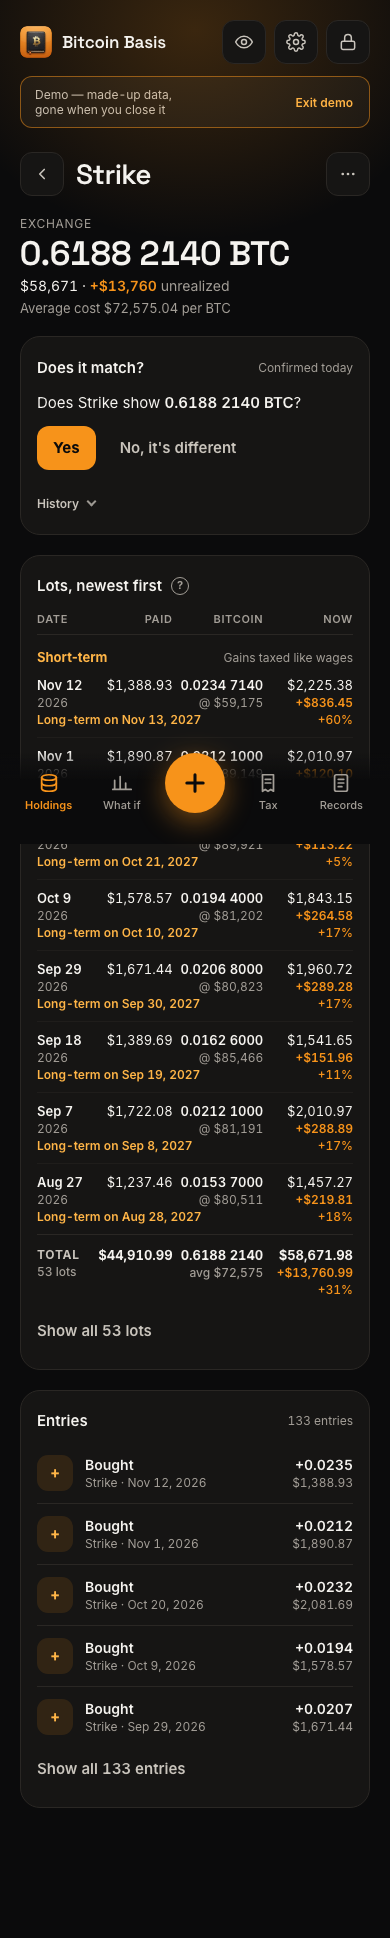 Bitcoin Basis
Demo — made-up data,
gone when you close it
Exit demo
Strike
EXCHANGE
0.6188 2140 BTC
$58,671 · +$13,760 unrealized
Average cost $72,575.04 per BTC
Does it match? Confirmed today
Does Strike show 0.6188 2140 BTC?
Yes No, it's different
History
Lots, newest first ?
DATE PAID BITCOIN NOW
Short-term Gains taxed like wages
Nov 12 $1,388.93 0.0234 7140 $2,225.38
2026 @ $59,175 +$836.45
Long-term on Nov 13, 2027 +60%
Nov 1 $1,890.87 0.0212 1000 $2,010.97
2026 +$120.10
Holdings What if Tax Records
2026 @ $89,921 +$113.22
Long-term on Oct 21, 2027 +5%
Oct 9 $1,578.57 0.0194 4000 $1,843.15
2026 @ $81,202 +$264.58
Long-term on Oct 10, 2027 +17%
Sep 29 $1,671.44 0.0206 8000 $1,960.72
2026 @ $80,823 +$289.28
Long-term on Sep 30, 2027 +17%
Sep 18 $1,389.69 0.0162 6000 $1,541.65
2026 @ $85,466 +$151.96
Long-term on Sep 19, 2027 +11%
Sep 7 $1,722.08 0.0212 1000 $2,010.97
2026 @ $81,191 +$288.89
Long-term on Sep 8, 2027 +17%
Aug 27 $1,237.46 0.0153 7000 $1,457.27
2026 @ $80,511 +$219.81
Long-term on Aug 28, 2027 +18%
TOTAL $44,910.99 0.6188 2140 $58,671.98
53 lots avg $72,575 +$13,760.99
+31%
Show all 53 lots
Entries 133 entries
Bought +0.0235
Strike · Nov 12, 2026 $1,388.93
Bought +0.0212
Strike · Nov 1, 2026 $1,890.87
Bought +0.0232
Strike · Oct 20, 2026 $2,081.69
Bought +0.0194
Strike · Oct 9, 2026 $1,578.57
Bought +0.0207
Strike · Sep 29, 2026 $1,671.44
Show all 133 entries